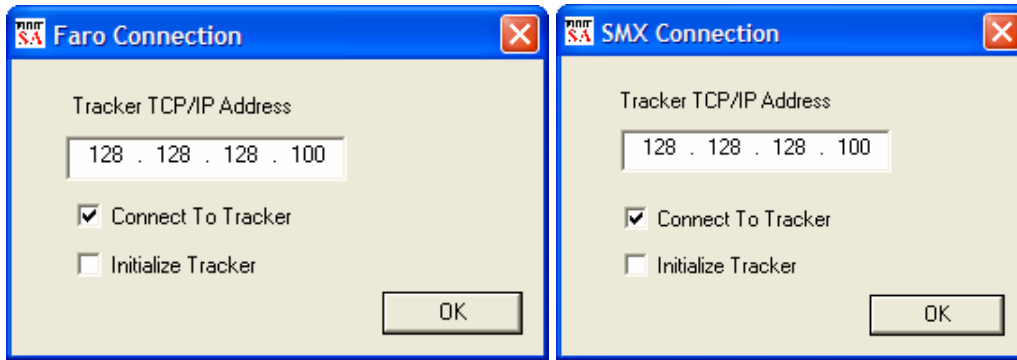 SA Faro Connection
Tracker TCP/IP Address
128 . 128 . 128 . 100
Connect To Tracker
Initialize Tracker
OK
SA SMX Connection
Tracker TCP/IP Address
128 . 128 . 128 . 100
Connect To Tracker
Initialize Tracker
OK